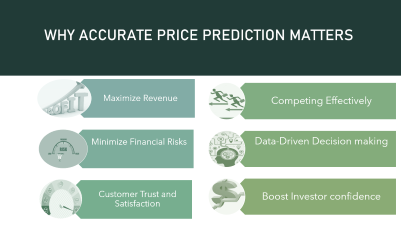 WHY ACCURATE PRICE PREDICTION MATTERS
Maximize Revenue
Competing Effectively
Minimize Financial Risks
Data-Driven Decision making
Customer Trust and
Satisfaction
Boost Investor confidence